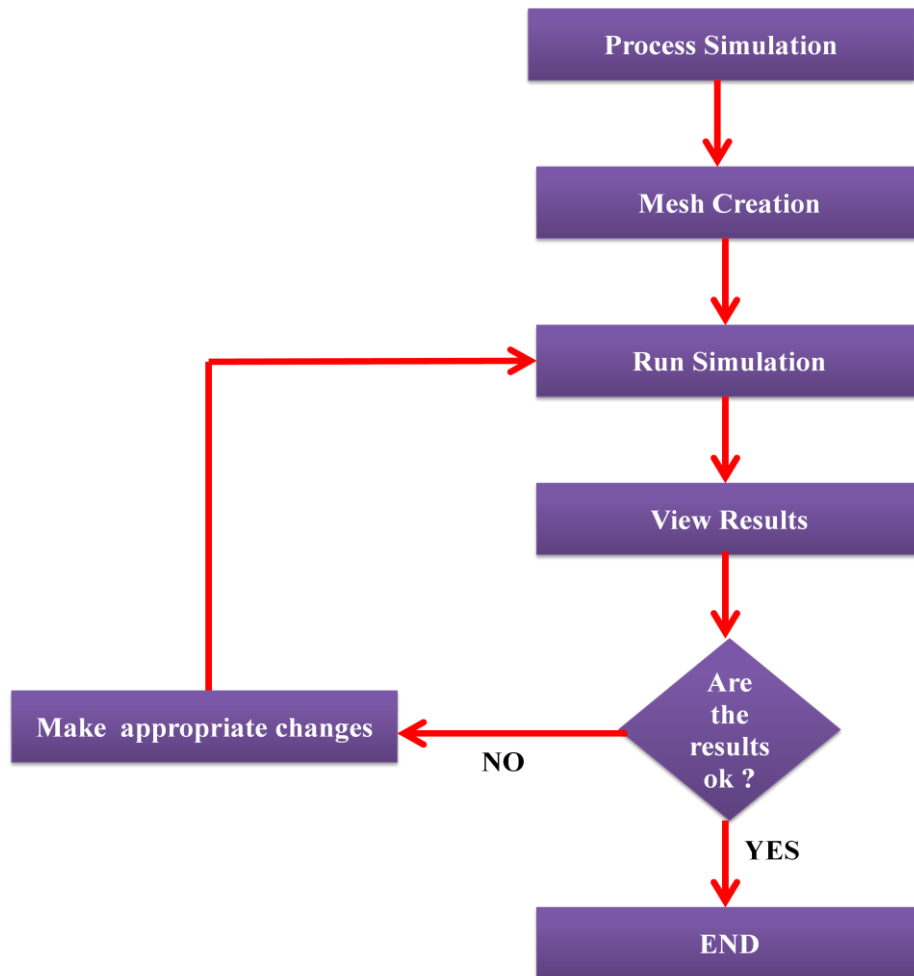 Process Simulation
Mesh Creation
Run Simulation
View Results
Are
the
results
ok ?
Make  appropriate changes
NO
YES
END